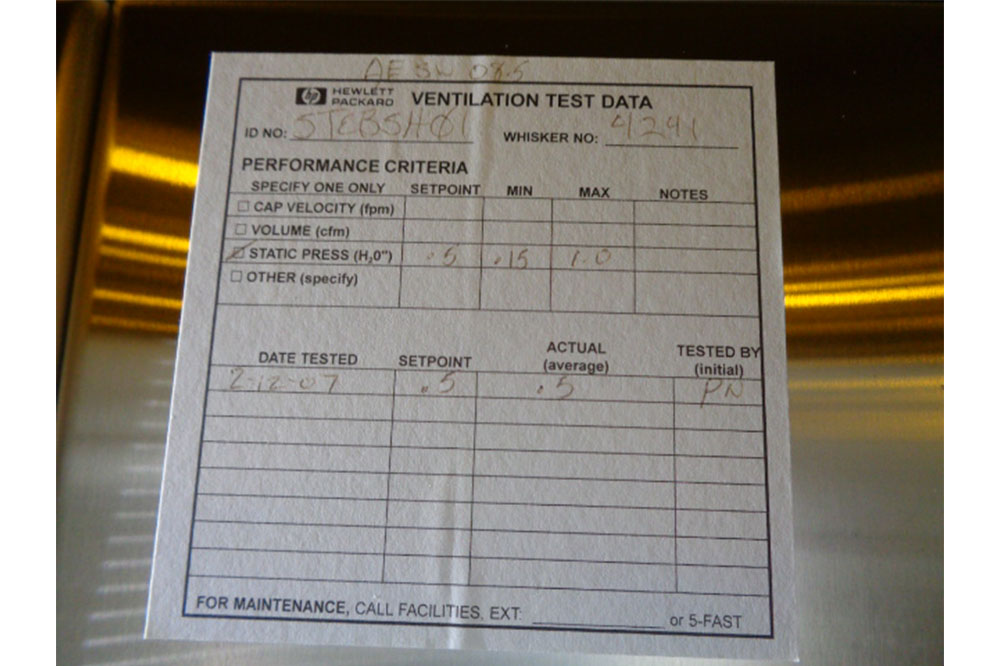 AESW 085
hp HEWLETT PACKARD VENTILATION TEST DATA
ID NO: STEBSH01 WHISKER NO: 4241
PERFORMANCE CRITERIA
SPECIFY ONE ONLY SETPOINT MIN MAX NOTES
CAP VELOCITY (fpm)
VOLUME (cfm)
STATIC PRESS (H₂0") .5 .15 1.0
OTHER (specify)
DATE TESTED SETPOINT ACTUAL (average) TESTED BY (initial)
2-12-07 .5 .5 PN
FOR MAINTENANCE, CALL FACILITIES, EXT: or 5-FAST